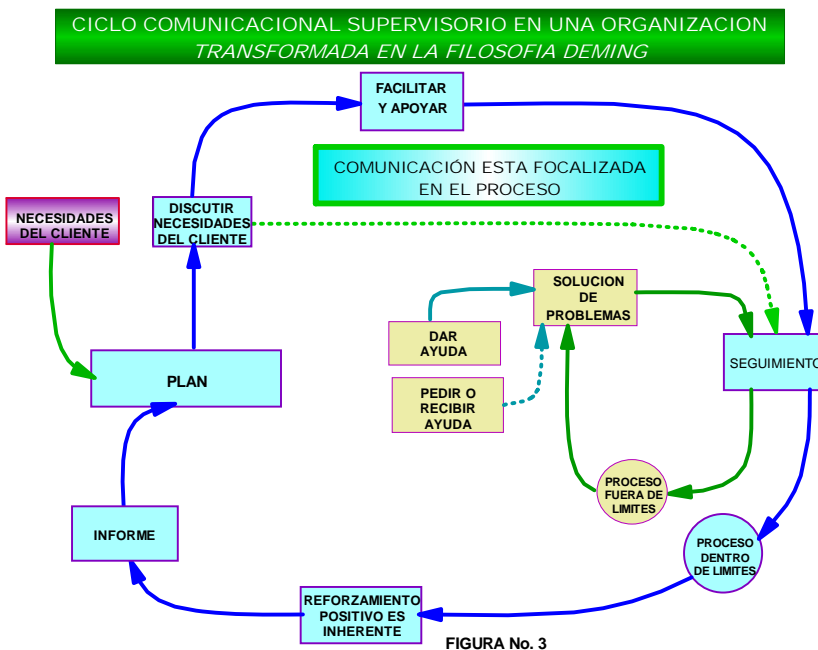 CICLO COMUNICACIONAL SUPERVISORIO EN UNA ORGANIZACION
TRANSFORMADA EN LA FILOSOFIA DEMING
FACILITAR
Y APOYAR
COMUNICACIÓN ESTA FOCALIZADA
EN EL PROCESO
NECESIDADES
DEL CLIENTE
DISCUTIR
NECESIDADES
DEL CLIENTE
SOLUCION
DE
PROBLEMAS
DAR
AYUDA
SEGUIMIENTO
PLAN
PEDIR O
RECIBIR
AYUDA
PROCESO
FUERA DE
LIMITES
INFORME
PROCESO
DENTRO
DE LIMITES
REFORZAMIENTO
POSITIVO ES
INHERENTE
FIGURA No. 3